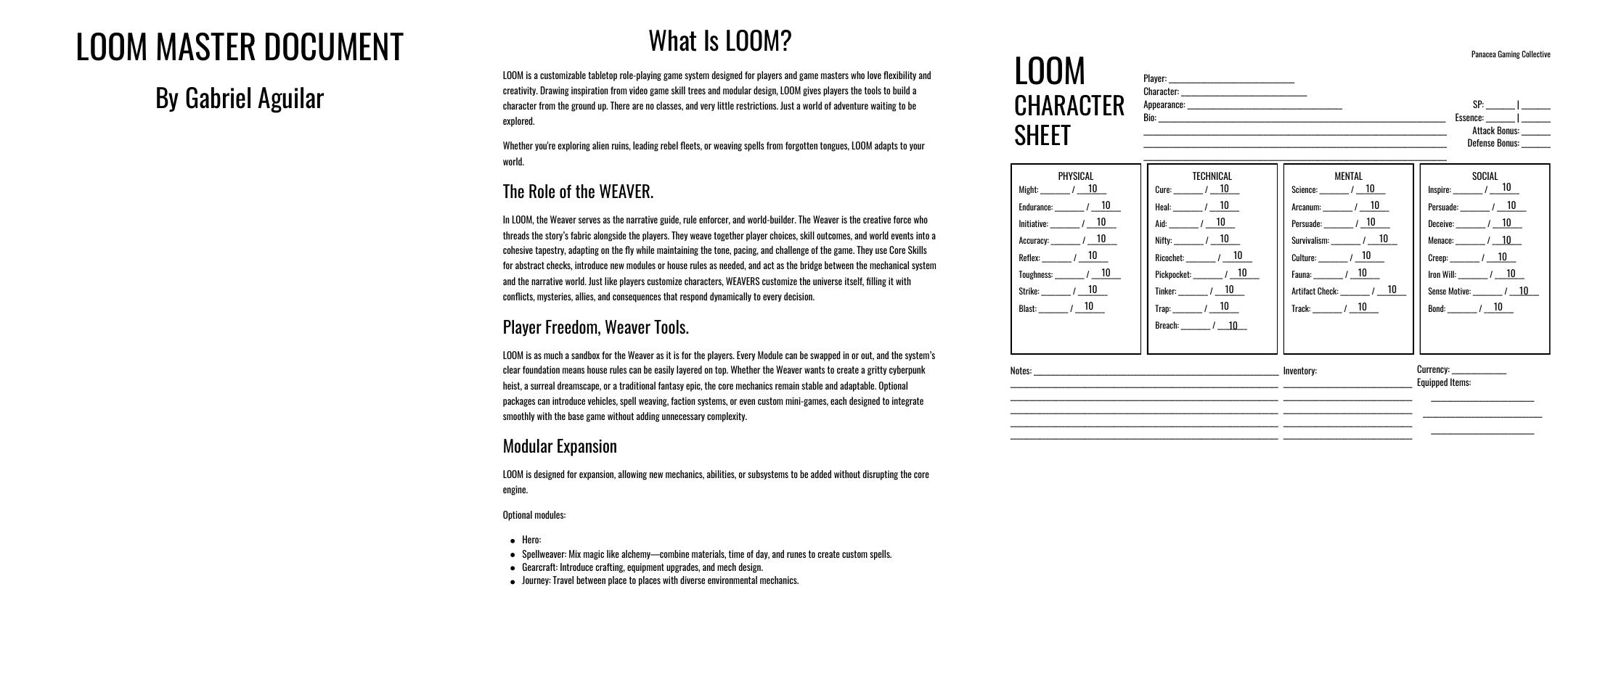 LOOM MASTER DOCUMENT
By Gabriel Aguilar
What Is LOOM?
LOOM is a customizable tabletop role-playing game system designed for players and game masters who love flexibility and
creativity. Drawing inspiration from video game skill trees and modular design, LOOM gives players the tools to build a
character from the ground up. There are no classes, and very little restrictions. Just a world of adventure waiting to be
explored.
Whether you're exploring alien ruins, leading rebel fleets, or weaving spells from forgotten tongues, LOOM adapts to your
world.
The Role of the WEAVER.
In LOOM, the Weaver serves as the narrative guide, rule enforcer, and world-builder. The Weaver is the creative force who
threads the story's fabric alongside the players. They weave together player choices, skill outcomes, and world events into a
cohesive tapestry, adapting on the fly while maintaining the tone, pacing, and challenge of the game. They use Core Skills
for abstract checks, introduce new modules or house rules as needed, and act as the bridge between the mechanical system
and the narrative world. Just like players customize characters, WEAVERS customize the universe itself, filling it with
conflicts, mysteries, allies, and consequences that respond dynamically to every decision.
Player Freedom, Weaver Tools.
LOOM is as much a sandbox for the Weaver as it is for the players. Every Module can be swapped in or out, and the system's
clear foundation means house rules can be easily layered on top. Whether the Weaver wants to create a gritty cyberpunk
heist, a surreal dreamscape, or a traditional fantasy epic, the core mechanics remain stable and adaptable. Optional
packages can introduce vehicles, spell weaving, faction systems, or even custom mini-games, each designed to integrate
smoothly with the base game without adding unnecessary complexity.
Modular Expansion
LOOM is designed for expansion, allowing new mechanics, abilities, or subsystems to be added without disrupting the core
engine.
Optional modules:
● Hero:
● Spellweaver: Mix magic like alchemy—combine materials, time of day, and runes to create custom spells.
● Gearcraft: Introduce crafting, equipment upgrades, and mech design.
● Journey: Travel between place to places with diverse environmental mechanics.
Panacea Gaming Collective
LOOM
CHARACTER
SHEET
Player:
Character:
Appearance:
Bio:
SP: |
Essence: |
Attack Bonus:
Defense Bonus:
PHYSICAL
Might: / 10
Endurance: / 10
Initiative: / 10
Accuracy: / 10
Reflex: / 10
Toughness: / 10
Strike: / 10
Blast: / 10
TECHNICAL
Cure: / 10
Heal: / 10
Aid: / 10
Nifty: / 10
Ricochet: / 10
Pickpocket: / 10
Tinker: / 10
Trap: / 10
Breach: / 10
MENTAL
Science: / 10
Arcanum: / 10
Persuade: / 10
Survivalism: / 10
Culture: / 10
Fauna: / 10
Artifact Check: / 10
Track: / 10
SOCIAL
Inspire: / 10
Persuade: / 10
Deceive: / 10
Menace: / 10
Creep: / 10
Iron Will: / 10
Sense Motive: / 10
Bond: / 10
Notes:
Inventory:
Currency:
Equipped Items: